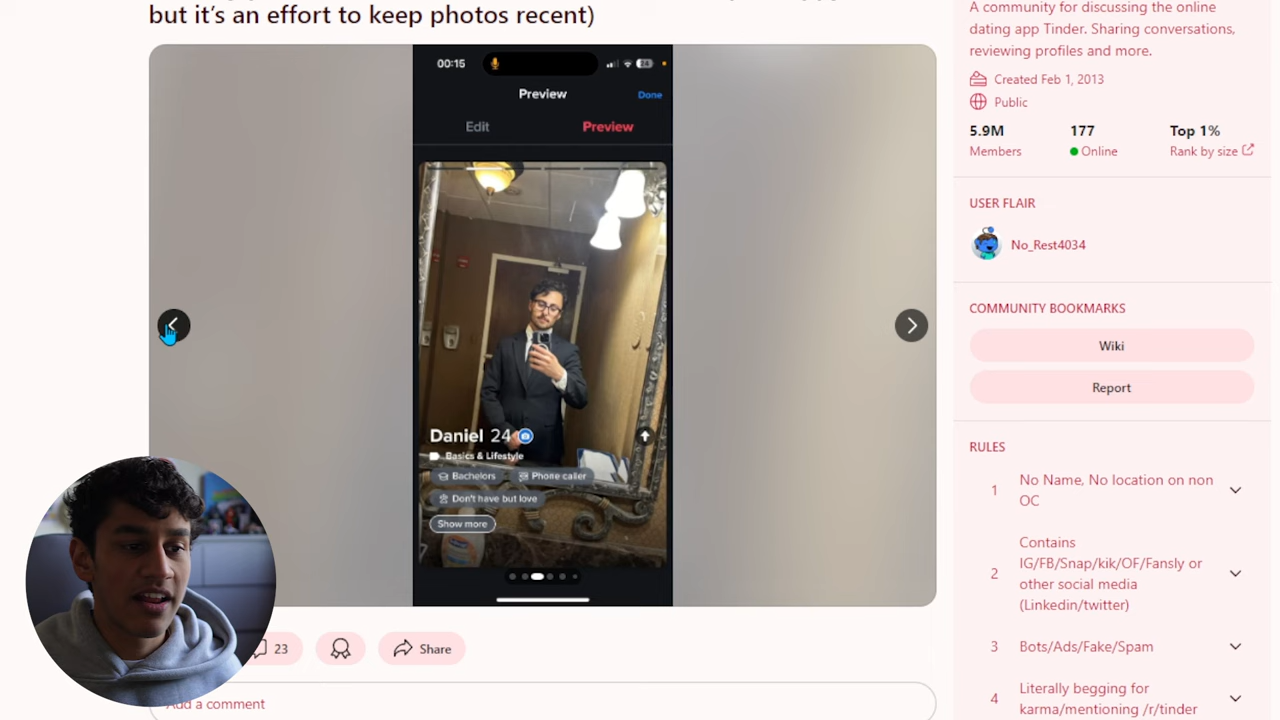 but it's an effort to keep photos recent)
00:15
24
Preview
Done
Edit
Preview
Daniel 24
Basics & Lifestyle
Bachelors
Phone caller
Don't have but love
Show more
23
Share
Add a comment
A community for discussing the online
dating app Tinder. Sharing conversations,
reviewing profiles and more.
Created Feb 1, 2013
Public
5.9M
177
Top 1%
Members
Online
Rank by size
USER FLAIR
No_Rest4034
COMMUNITY BOOKMARKS
Wiki
Report
RULES
1
No Name, No location on non
OC
2
Contains
IG/FB/Snap/kik/OF/Fansly or
other social media
(Linkedin/twitter)
3
Bots/Ads/Fake/Spam
4
Literally begging for
karma/mentioning /r/tinder